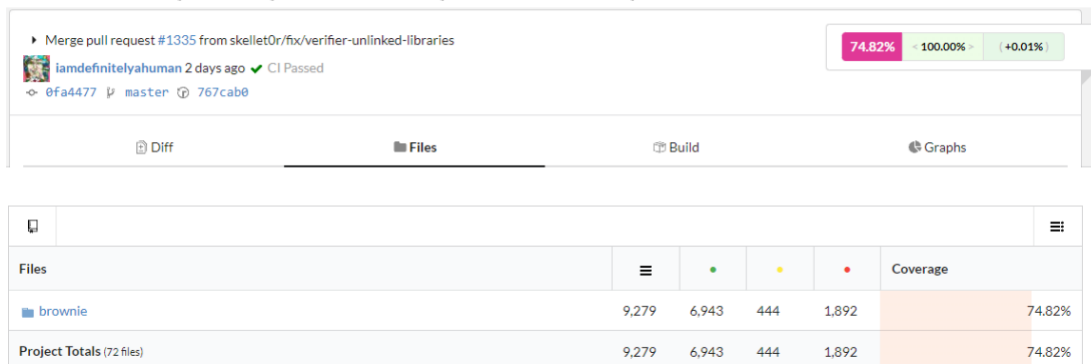 Merge pull request #1335 from skellet0r/fix/verifier-unlinked-libraries
74.82% < 100.00% > (+0.01%)
iamdefinitelyahuman 2 days ago ✔ CI Passed
0fa4477 master 767cab0
Diff Files Build Graphs
Files Coverage
brownie 9,279 6,943 444 1,892 74.82%
Project Totals (72 files) 9,279 6,943 444 1,892 74.82%